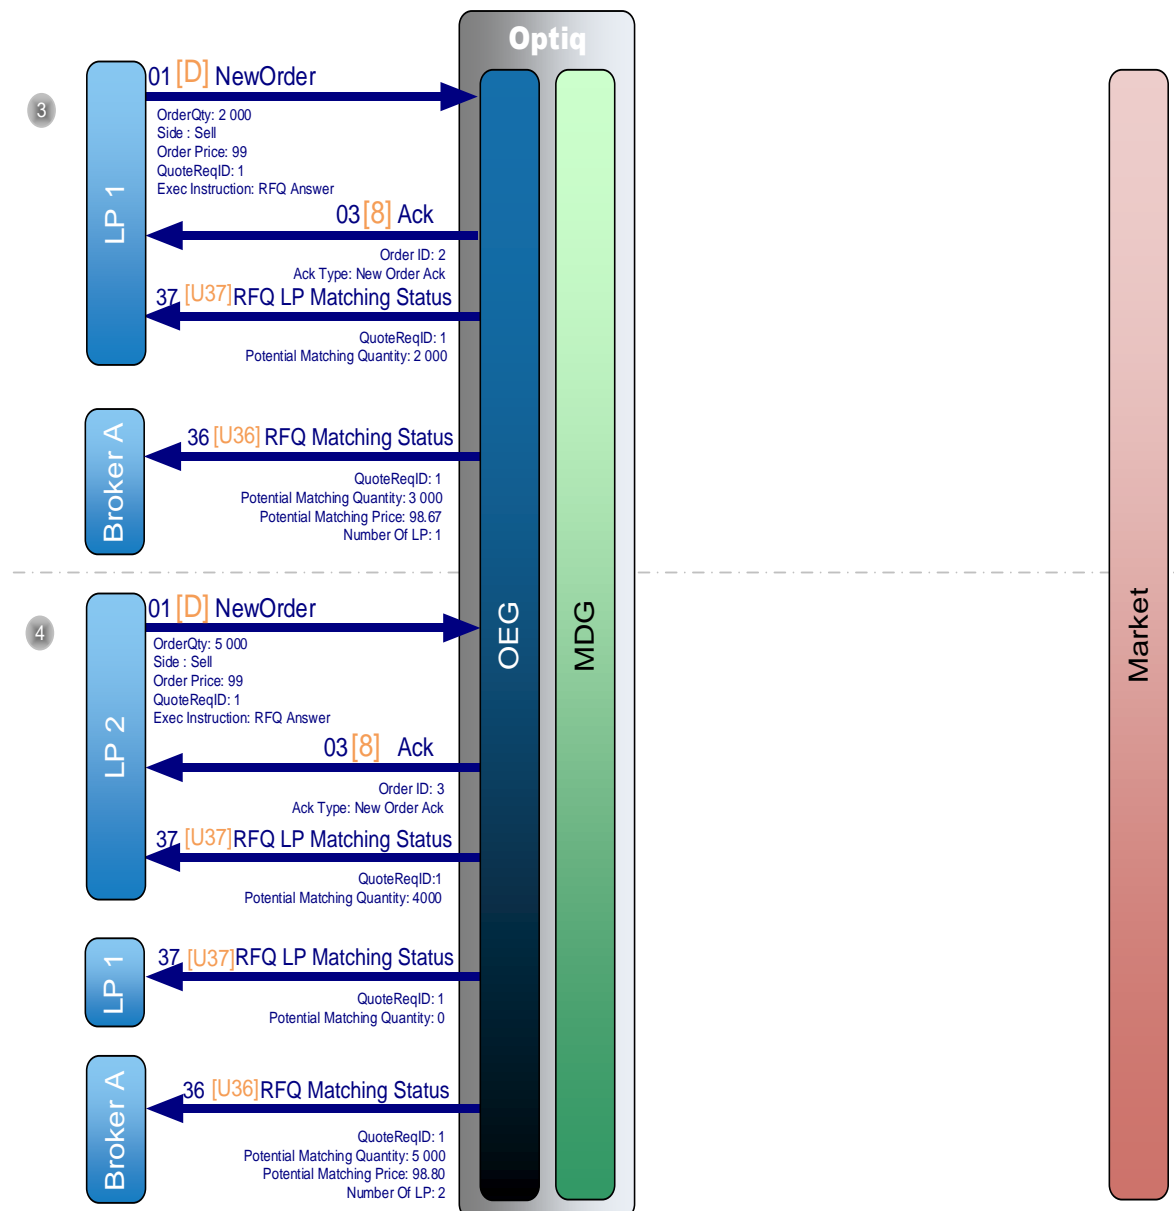 Optiq
3
01 [D] NewOrder
OrderQty: 2 000
Side : Sell
Order Price: 99
QuoteReqID: 1
Exec Instruction: RFQ Answer
LP 1
03 [8] Ack
Order ID: 2
Ack Type: New Order Ack
37 [U37] RFQ LP Matching Status
QuoteReqID: 1
Potential Matching Quantity: 2 000
Broker A
36 [U36] RFQ Matching Status
QuoteReqID: 1
Potential Matching Quantity: 3 000
Potential Matching Price: 98.67
Number Of LP: 1
OEG
MDG
Market
4
01 [D] NewOrder
OrderQty: 5 000
Side : Sell
Order Price: 99
QuoteReqID: 1
Exec Instruction: RFQ Answer
LP 2
03 [8] Ack
Order ID: 3
Ack Type: New Order Ack
37 [U37] RFQ LP Matching Status
QuoteReqID:1
Potential Matching Quantity: 4000
LP 1
37 [U37] RFQ LP Matching Status
QuoteReqID: 1
Potential Matching Quantity: 0
Broker A
36 [U36] RFQ Matching Status
QuoteReqID: 1
Potential Matching Quantity: 5 000
Potential Matching Price: 98.80
Number Of LP: 2